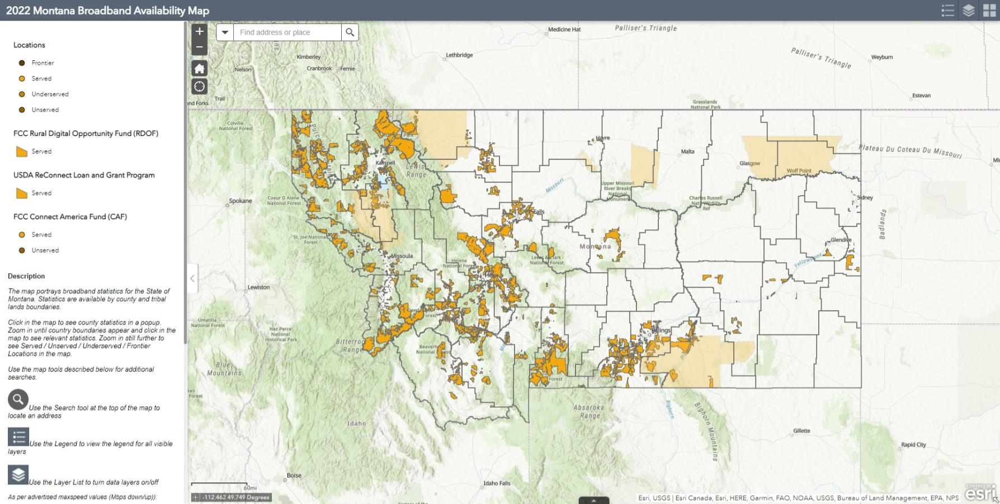 2022 Montana Broadband Availability Map
Find address or place
Locations
Frontier
Served
Underserved
Unserved
FCC Rural Digital Opportunity Fund (RDOF)
Served
USDA ReConnect Loan and Grant Program
Served
FCC Connect America Fund (CAF)
Served
Unserved
Description
The map portrays broadband statistics for the State of
Montana. Statistics are available by county and tribal
lands boundaries.
Click in the map to see county statistics in a popup.
Zoom in until country boundaries appear and click in the
map to see relevant statistics. Zoom in still further to
see Served / Unserved / Underserved / Frontier
Locations in the map.
Use the map tools described below for additional
searches.
Use the Search tool at the top of the map to
locate an address
Use the Legend to view the legend for all visible
layers
Use the Layer List to turn data layers on/off
As per advertised maxspeed values (Mbps down/up)):
Medicine Hat
Palliser's Triangle
Palliser's Triangle
Weyburn
Lethbridge
Kimberley
Cranbrook
Fernie
Nelson
Trail
nd Forks
Estevan
Grasslands
National Park
Colville
National Forest
Park
Havre
Malta
Plateau Du Coteau Du Missouri
Glasgow
Wolf Point
Kalispell
Lewis
Range
Missouri
Upper Missouri
River Breaks
National
Monument
Charles Russell
Natl Wildlife
Ref
Sidney
Spokane
Coeur D Alene
National Forest
Falls
Badlands
St. Joe National
Forest
Montana
Glendive
Missoula
Helena
National Forest
Lewis & Clark
National Forest
Yellowstone
Lewiston
Forest
Umatilla
National Forest
Nez Perce
National Historical Park
Bitterroot
Range
Beaverhead
National Forest
Billings
Blue
Mountains
Forest
man
Forest
Absaroka
Range
Bighorn
Bighorn Mountains
Idaho
Gillette
Rapid City
Boise
Idaho Falls
60mi
-112.462 49.749 Degrees
Esri, USGS | Esri Canada, Esri, HERE, Garmin, FAO, NOAA, USGS, Bureau of Land Management, EPA, NPS
POWERED BY
esri